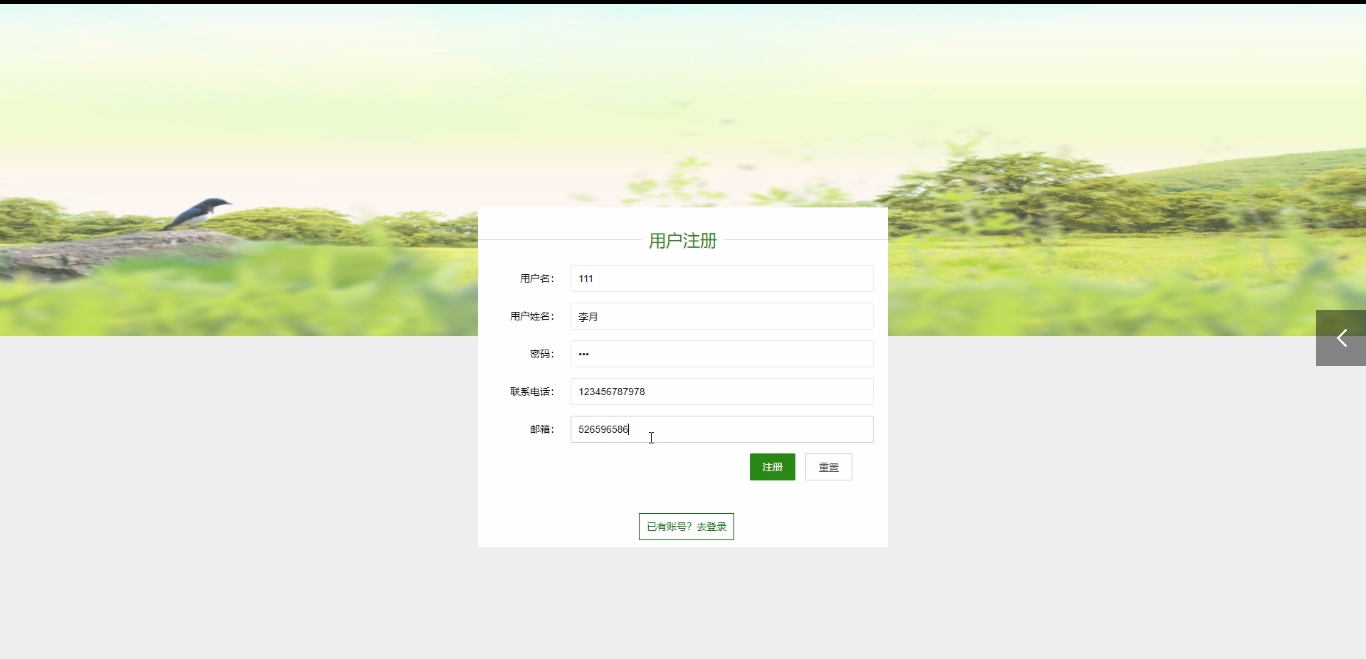 用户注册
用户名： 111
用户姓名： 李月
密码： •••
联系电话： 123456787978
邮箱： 526596586
注册 重置
已有账号？去登录